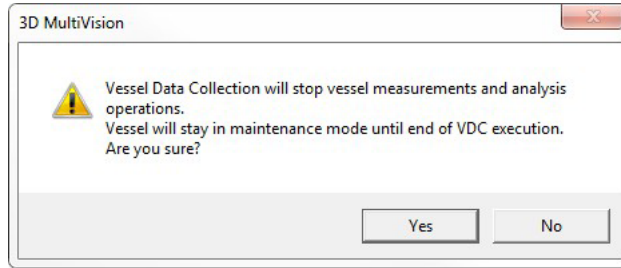 3D MultiVision
Vessel Data Collection will stop vessel measurements and analysis
operations.
Vessel will stay in maintenance mode until end of VDC execution.
Are you sure?
Yes
No